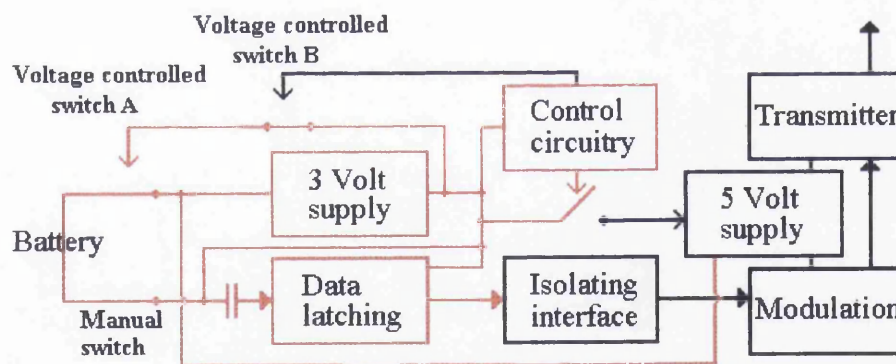 Voltage controlled
switch B
Voltage controlled
switch A
Control
circuitry
Transmitter
3 Volt
supply
5 Volt
supply
Battery
Data
latching
Isolating
interface
Modulation
Manual
switch